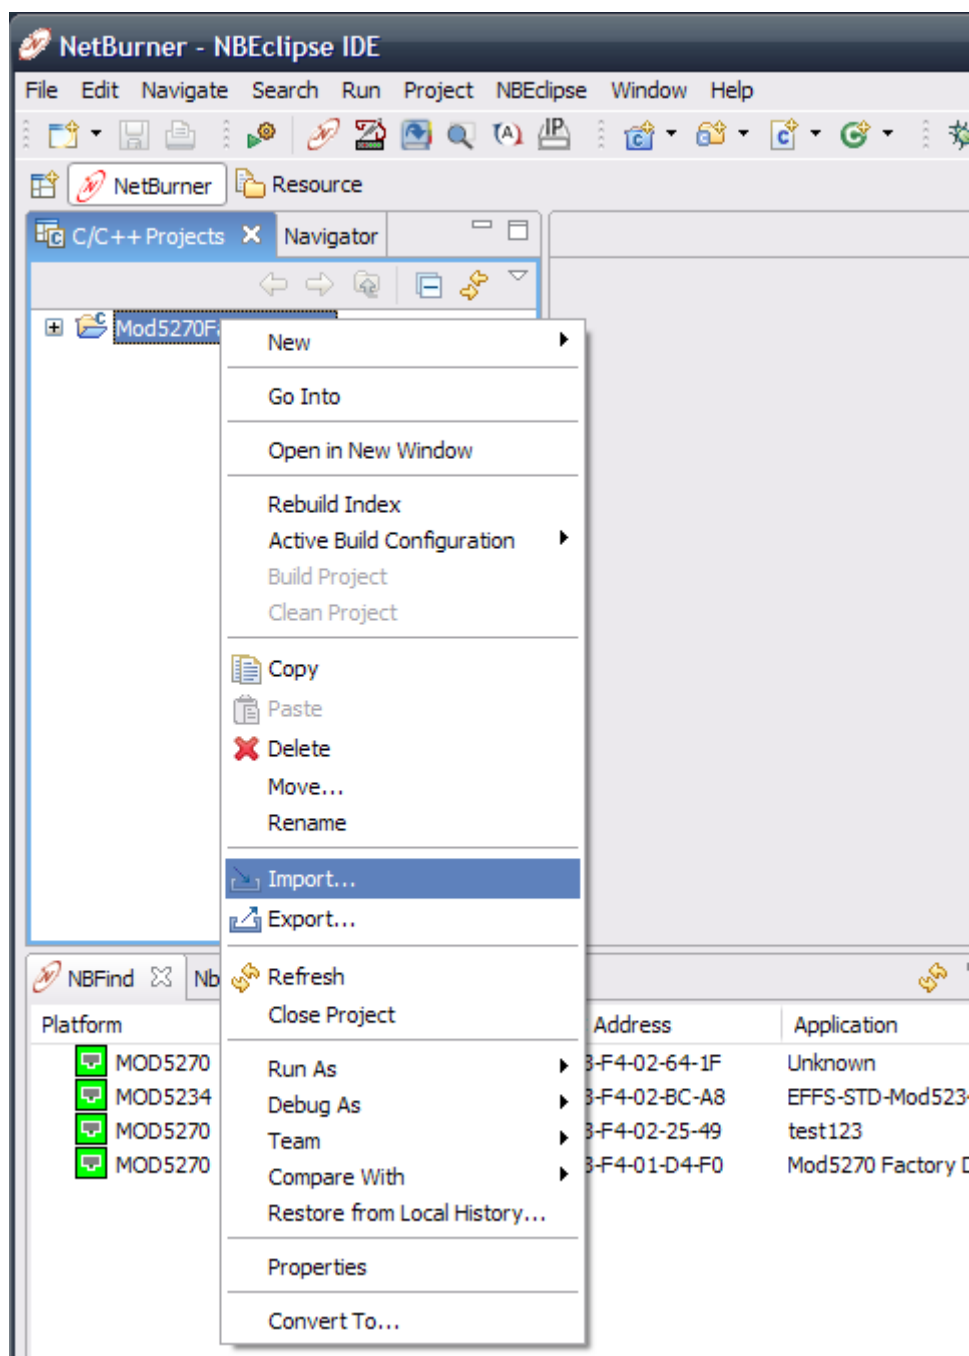 NetBurner - NBEclipse IDE
File Edit Navigate Search Run Project NBEclipse Window Help
NetBurner Resource
C/C++ Projects Navigator
New
Go Into
Open in New Window
Rebuild Index
Active Build Configuration
Build Project
Clean Project
Copy
Paste
Delete
Move...
Rename
Import...
Export...
Refresh
Close Project
Run As
Debug As
Team
Compare With
Restore from Local History...
Properties
Convert To...
NBFind
Platform Address Application
MOD5270 3-F4-02-64-1F Unknown
MOD5234 3-F4-02-BC-A8 EFFS-STD-Mod523
MOD5270 3-F4-02-25-49 test123
MOD5270 3-F4-01-D4-F0 Mod5270 Factory